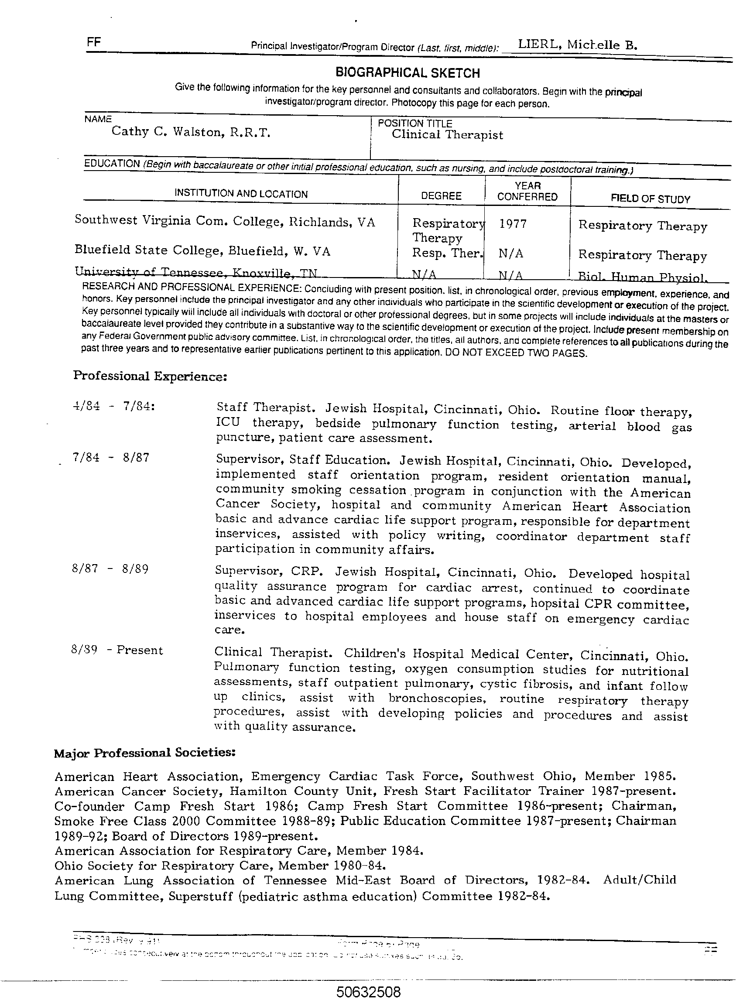 FF
Principal Investigator/Program Director (Last, first, middle): LIERL, Michelle B.
BIOGRAPHICAL SKETCH
Give the following information for the key personnel and consultants and collaborators. Begin with the principal
investigator/program director. Photocopy this page for each person.
NAME
Cathy C. Walston, R.R.T.
POSITION TITLE
Clinical Therapist
EDUCATION (Begin with baccalaureate or other initial professional education, such as nursing, and include postdoctoral training.)
INSTITUTION AND LOCATION DEGREE YEAR CONFERRED FIELD OF STUDY
Southwest Virginia Com. College, Richlands, VA Respiratory Therapy 1977 Respiratory Therapy
Bluefield State College, Bluefield, W. VA Resp. Ther. N/A Respiratory Therapy
University of Tennessee, Knoxville, TN N/A N/A Biol. Human Physiol.
RESEARCH AND PROFESSIONAL EXPERIENCE: Concluding with present position, list, in chronological order, previous employment, experience, and
honors. Key personnel include the principal investigator and any other individuals who participate in the scientific development or execution of the project.
Key personnel typically will include all individuals with doctoral or other professional degrees, but in some projects will include individuals at the masters or
baccalaureate level provided they contribute in a substantive way to the scientific development or execution of the project. Include present membership on
any Federal Government public advisory committee. List, in chronological order, the titles, all authors, and complete references to all publications during the
past three years and to representative earlier publications pertinent to this application. DO NOT EXCEED TWO PAGES.
Professional Experience:
4/84 - 7/84: Staff Therapist. Jewish Hospital, Cincinnati, Ohio. Routine floor therapy,
ICU therapy, bedside pulmonary function testing, arterial blood gas
puncture, patient care assessment.
7/84 - 8/87 Supervisor, Staff Education. Jewish Hospital, Cincinnati, Ohio. Developed,
implemented staff orientation program, resident orientation manual,
community smoking cessation program in conjunction with the American
Cancer Society, hospital and community American Heart Association
basic and advance cardiac life support program, responsible for department
inservices, assisted with policy writing, coordinator department staff
participation in community affairs.
8/87 - 8/89 Supervisor, CRP. Jewish Hospital, Cincinnati, Ohio. Developed hospital
quality assurance program for cardiac arrest, continued to coordinate
basic and advanced cardiac life support programs, hopsital CPR committee,
inservices to hospital employees and house staff on emergency cardiac
care.
8/89 - Present Clinical Therapist. Children's Hospital Medical Center, Cincinnati, Ohio.
Pulmonary function testing, oxygen consumption studies for nutritional
assessments, staff outpatient pulmonary, cystic fibrosis, and infant follow
up clinics, assist with bronchoscopies, routine respiratory therapy
procedures, assist with developing policies and procedures and assist
with quality assurance.
Major Professional Societies:
American Heart Association, Emergency Cardiac Task Force, Southwest Ohio, Member 1985.
American Cancer Society, Hamilton County Unit, Fresh Start Facilitator Trainer 1987-present.
Co-founder Camp Fresh Start 1986; Camp Fresh Start Committee 1986-present; Chairman,
Smoke Free Class 2000 Committee 1988-89; Public Education Committee 1987-present; Chairman
1989-92; Board of Directors 1989-present.
American Association for Respiratory Care, Member 1984.
Ohio Society for Respiratory Care, Member 1980-84.
American Lung Association of Tennessee Mid-East Board of Directors, 1982-84. Adult/Child
Lung Committee, Superstuff (pediatric asthma education) Committee 1982-84.
PHS 398 (Rev. 9/91)
FF
50632508